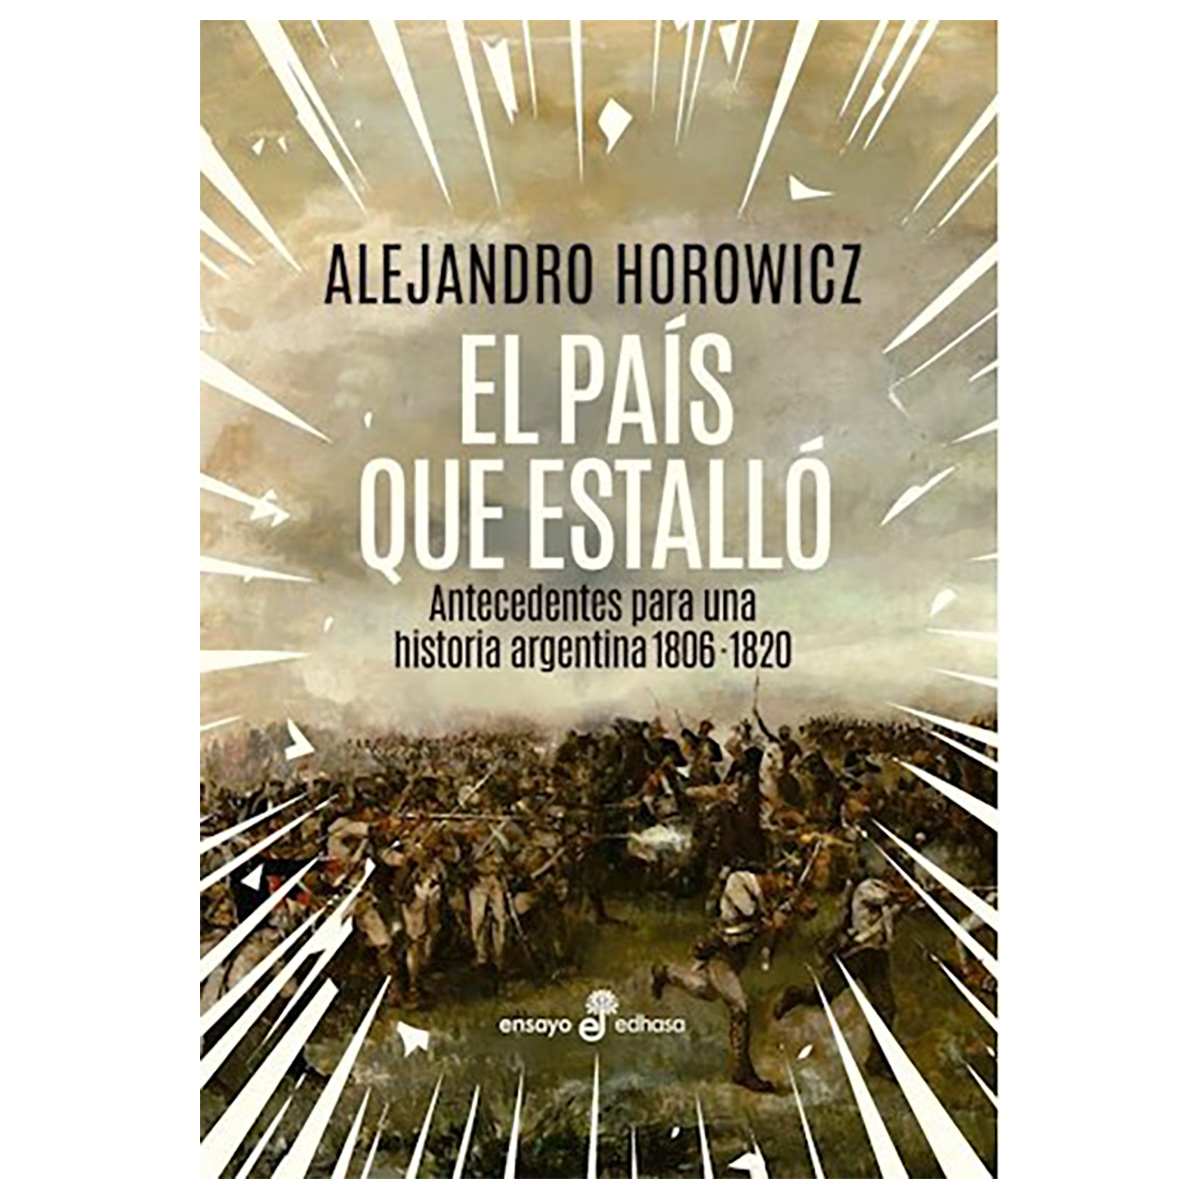 ALEJANDRO HOROWICZ
EL PAÍS
QUE ESTALLÓ
Antecedentes para una
historia argentina 1806·1820
ensayo edhasa